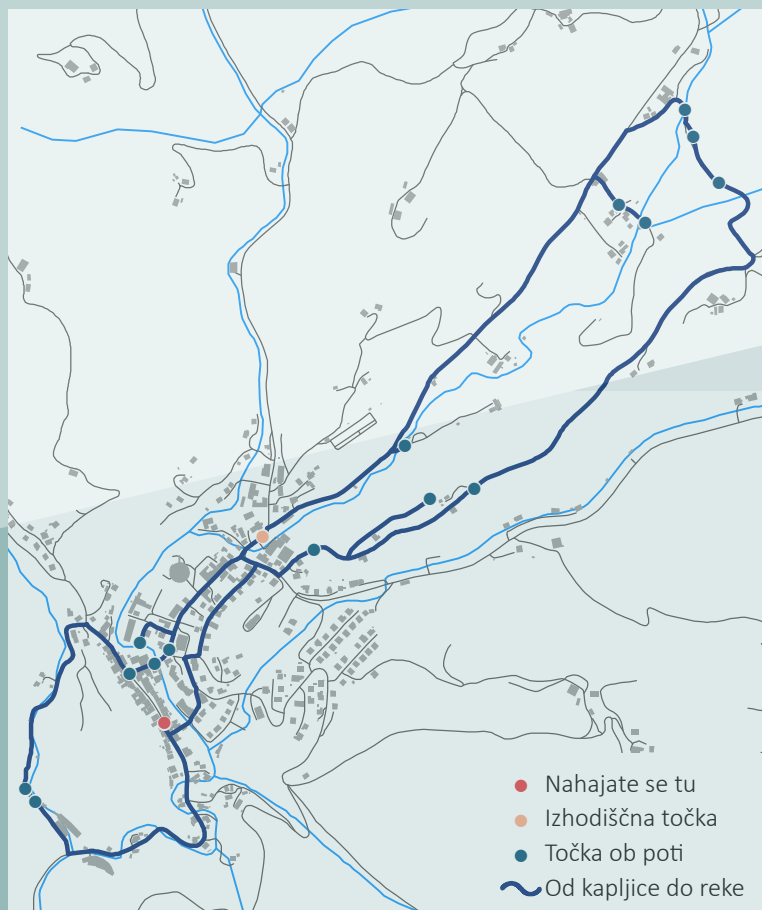 Nahajate se tu
Izhodiščna točka
Točka ob poti
Od kapljice do reke